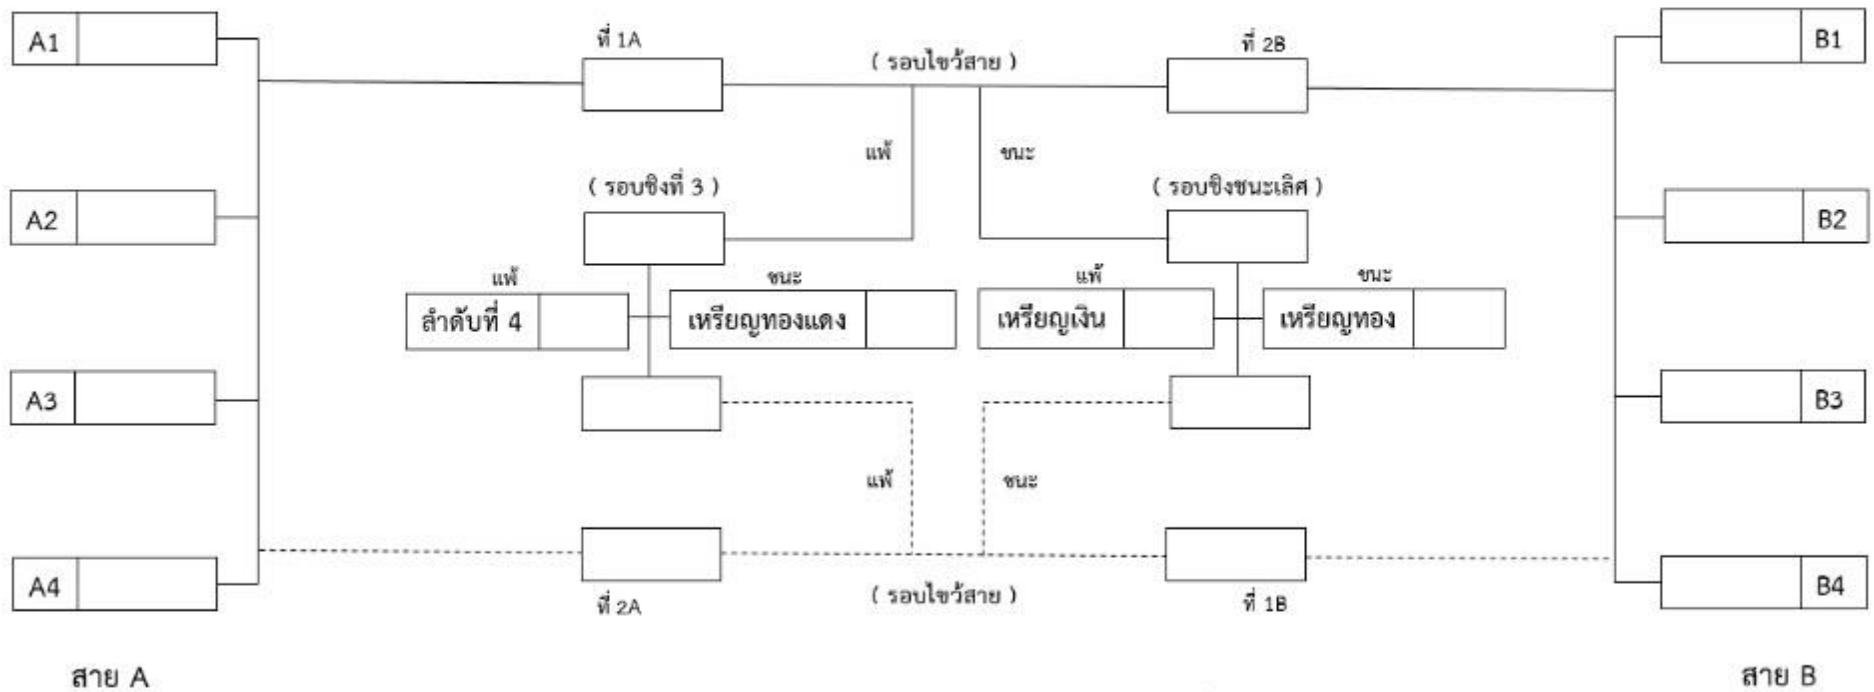 A1
ที่ 1A
( รอบไขว้สาย )
ที่ 2B
B1
แพ้
ชนะ
A2
( รอบชิงที่ 3 )
( รอบชิงชนะเลิศ )
B2
แพ้
ชนะ
แพ้
ชนะ
ลำดับที่ 4
เหรียญทองแดง
เหรียญเงิน
เหรียญทอง
A3
B3
แพ้
ชนะ
A4
ที่ 2A
( รอบไขว้สาย )
ที่ 1B
B4
สาย A
สาย B